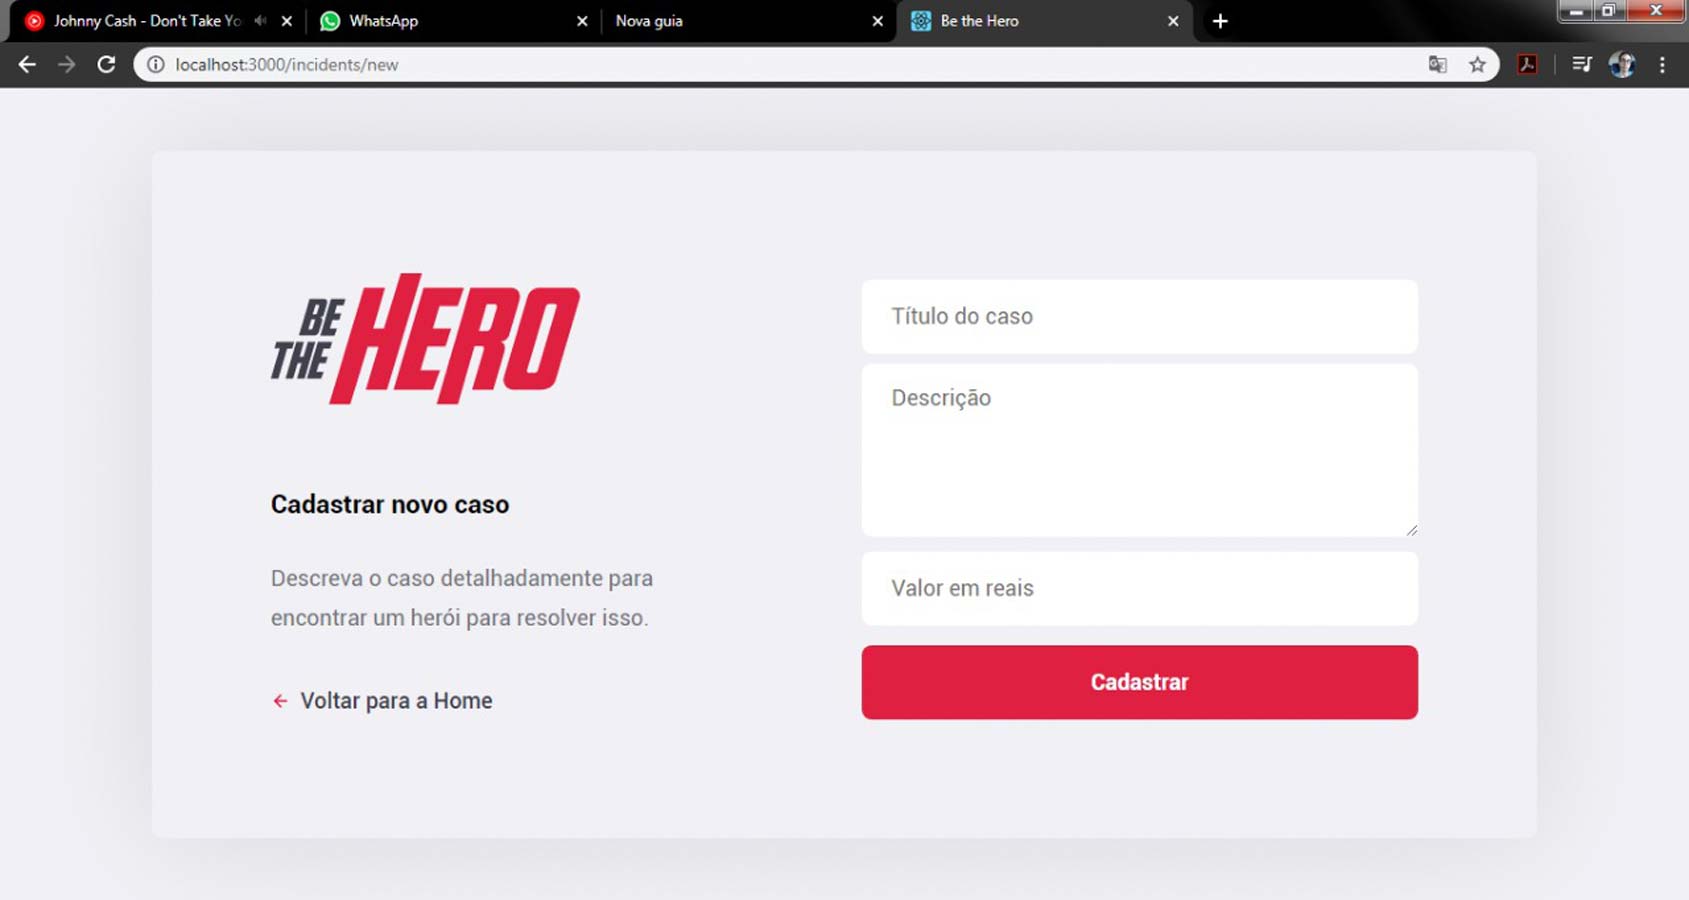 Johnny Cash - Don't Take Yo
WhatsApp
Nova guia
Be the Hero
localhost:3000/incidents/new
BE
THE
HERO
Cadastrar novo caso
Descreva o caso detalhadamente para
encontrar um herói para resolver isso.
Voltar para a Home
Título do caso
Descrição
Valor em reais
Cadastrar